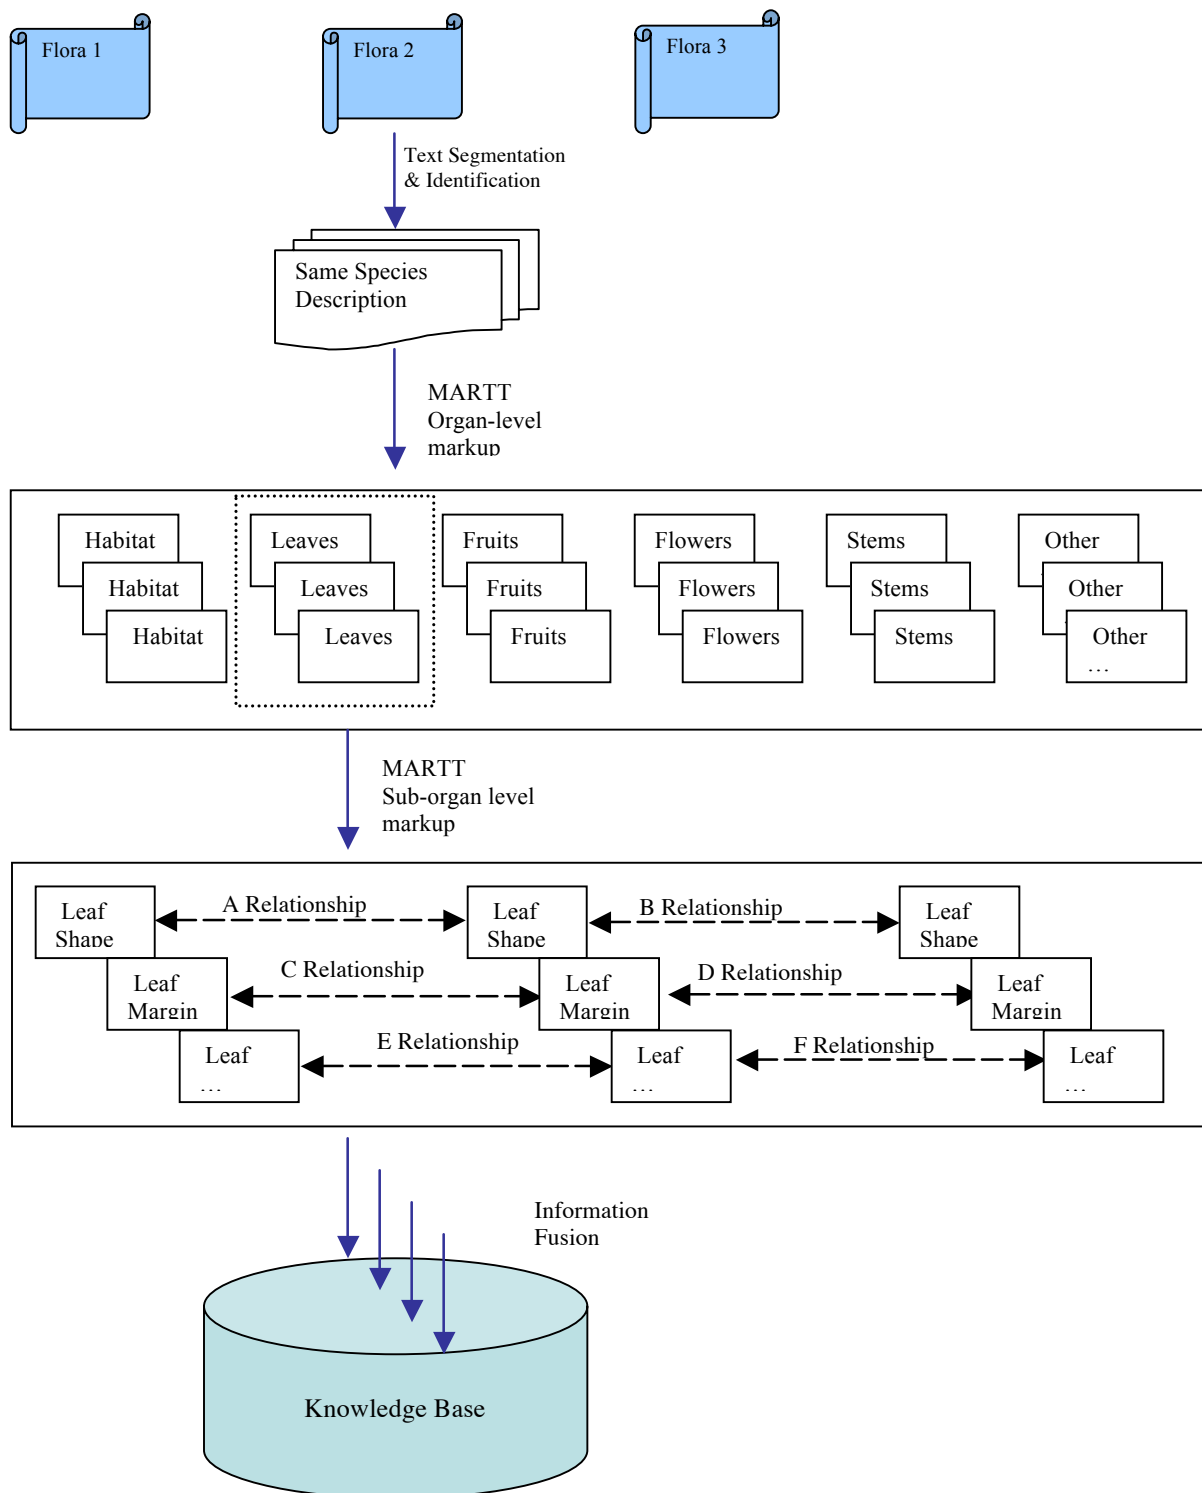 Flora 1
Flora 2
Flora 3
Text Segmentation
& Identification
Same Species
Description
MARTT
Organ-level
markup
Habitat
Leaves
Fruits
Flowers
Stems
Other
Habitat
Leaves
Fruits
Flowers
Stems
Other
Habitat
Leaves
Fruits
Flowers
Stems
Other
…
MARTT
Sub-organ level
markup
Leaf
Shape
A Relationship
Leaf
Shape
B Relationship
Leaf
Shape
Leaf
Margin
C Relationship
Leaf
Margin
D Relationship
Leaf
Margin
Leaf
…
E Relationship
Leaf
…
F Relationship
Leaf
…
Information
Fusion
Knowledge Base